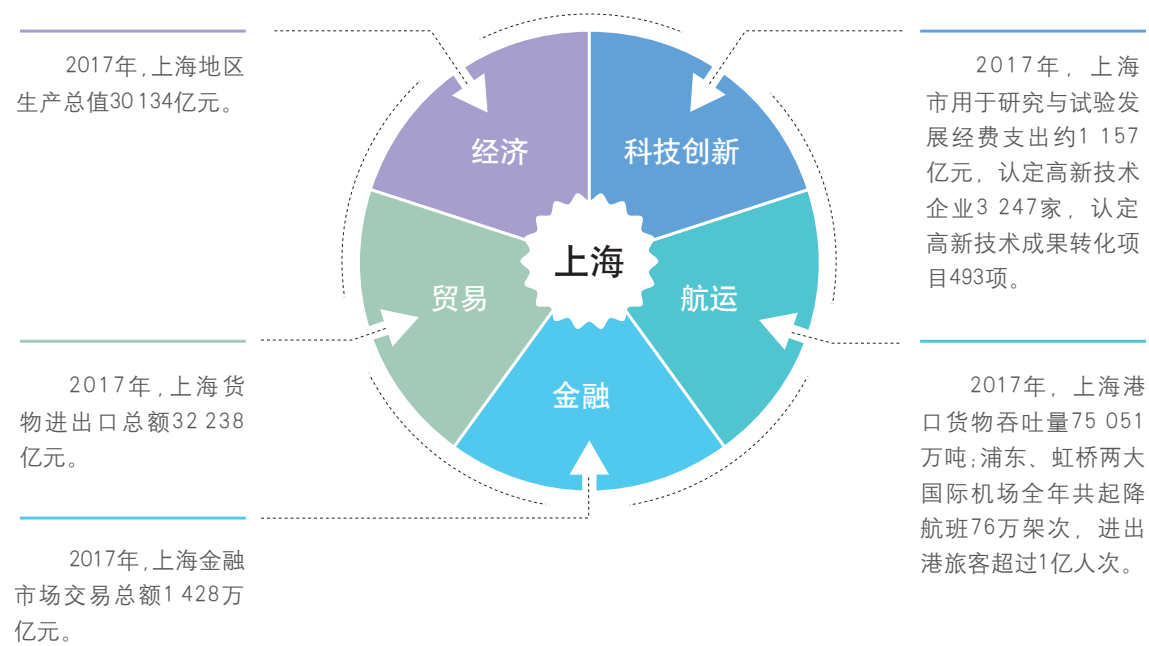 2017年,上海地区
生产总值30 134亿元。
2017年,上海货
物进出口总额32 238
亿元。
2017年,上海金融
市场交易总额1 428万
亿元。
经济
科技创新
上海
贸易
航运
金融
2017年，上海
市用于研究与试验发
展经费支出约1 157
亿元，认定高新技术
企业3 247家，认定
高新技术成果转化项
目493项。
2017年，上海港
口货物吞吐量75 051
万吨;浦东、虹桥两大
国际机场全年共起降
航班76万架次，进出
港旅客超过1亿人次。